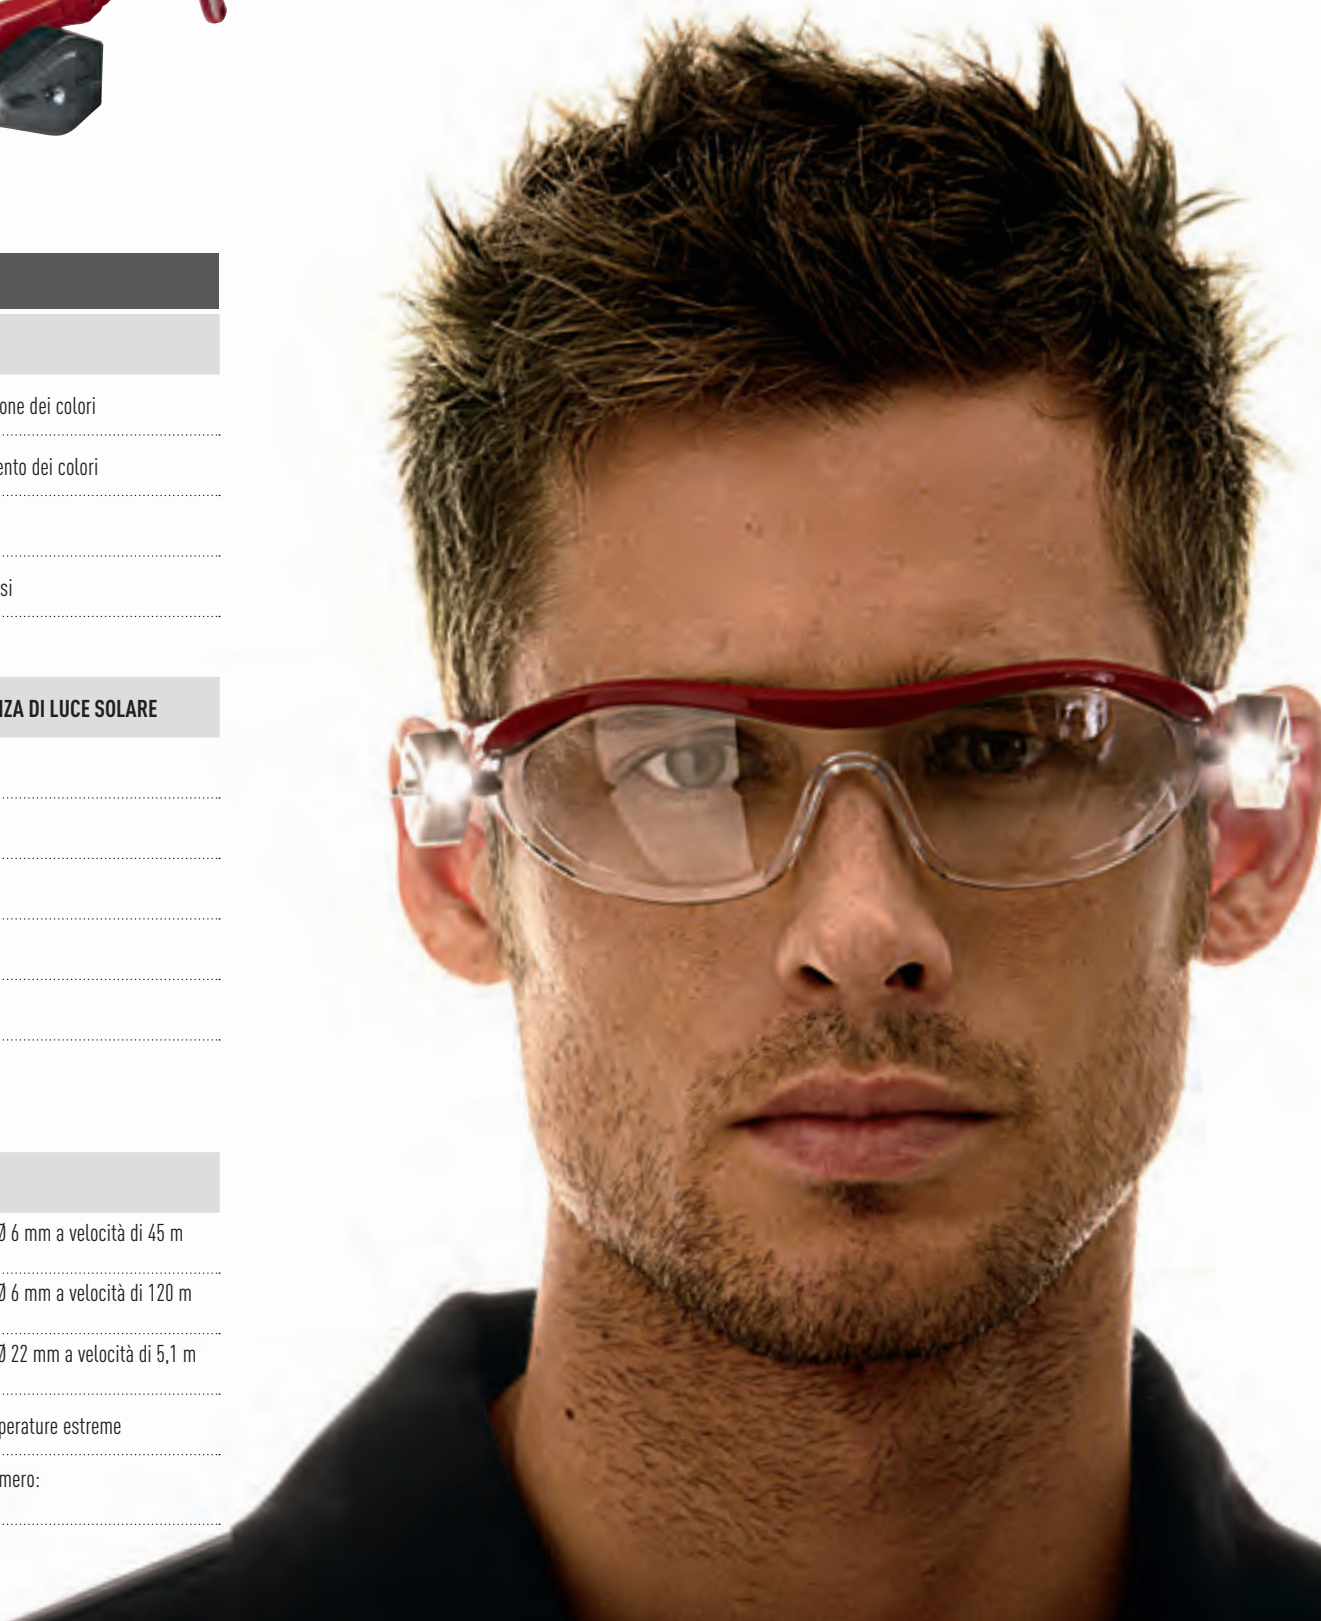 one dei colori
ento dei colori
si
NZA DI LUCE SOLARE
Ø 6 mm a velocità di 45 m
Ø 6 mm a velocità di 120 m
Ø 22 mm a velocità di 5,1 m
perature estreme
mero: